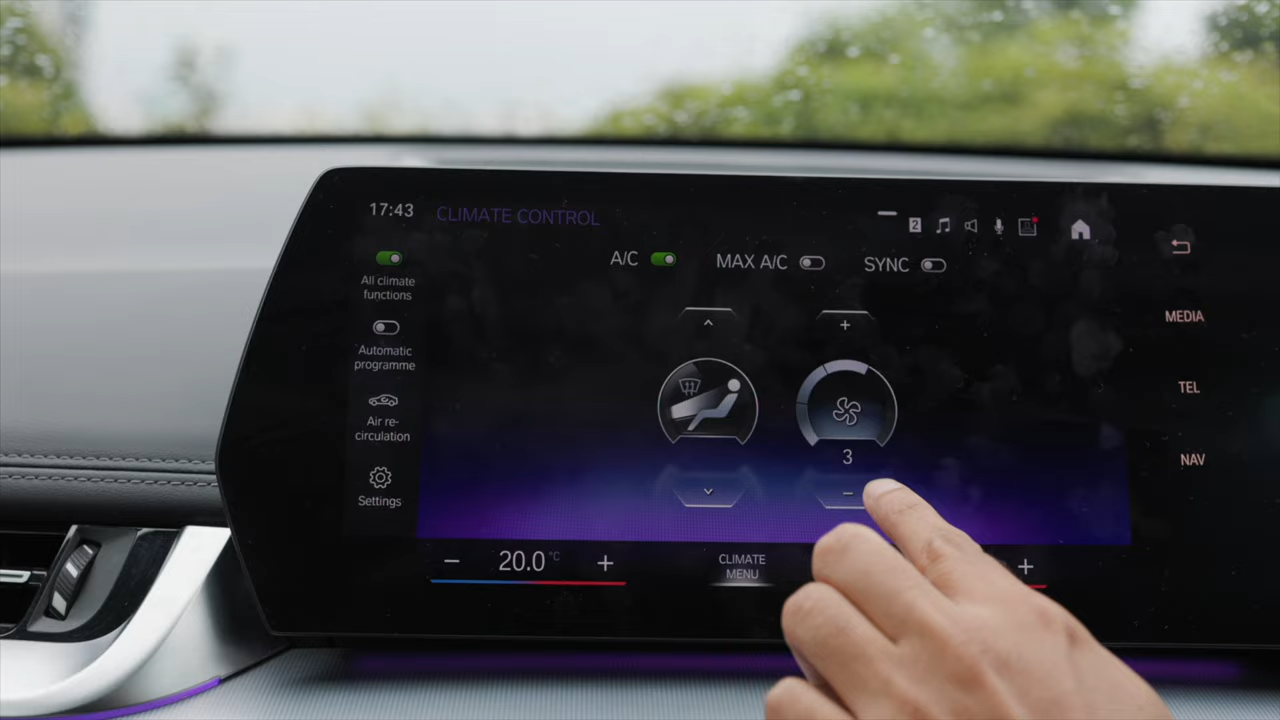 17:43
CLIMATE CONTROL
2
A/C
MAX A/C
SYNC
All climate
functions
Automatic
programme
Air re-
circulation
Settings
3
MEDIA
TEL
NAV
− 20.0 °C +
CLIMATE
MENU
+